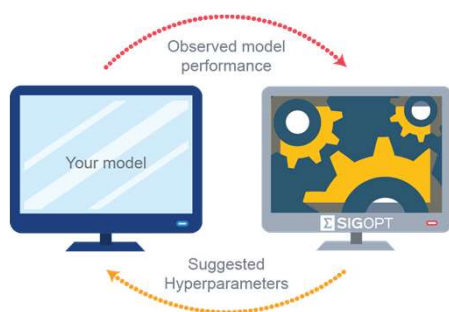 Observed model
performance
Your model
SIGOPT
Suggested
Hyperparameters